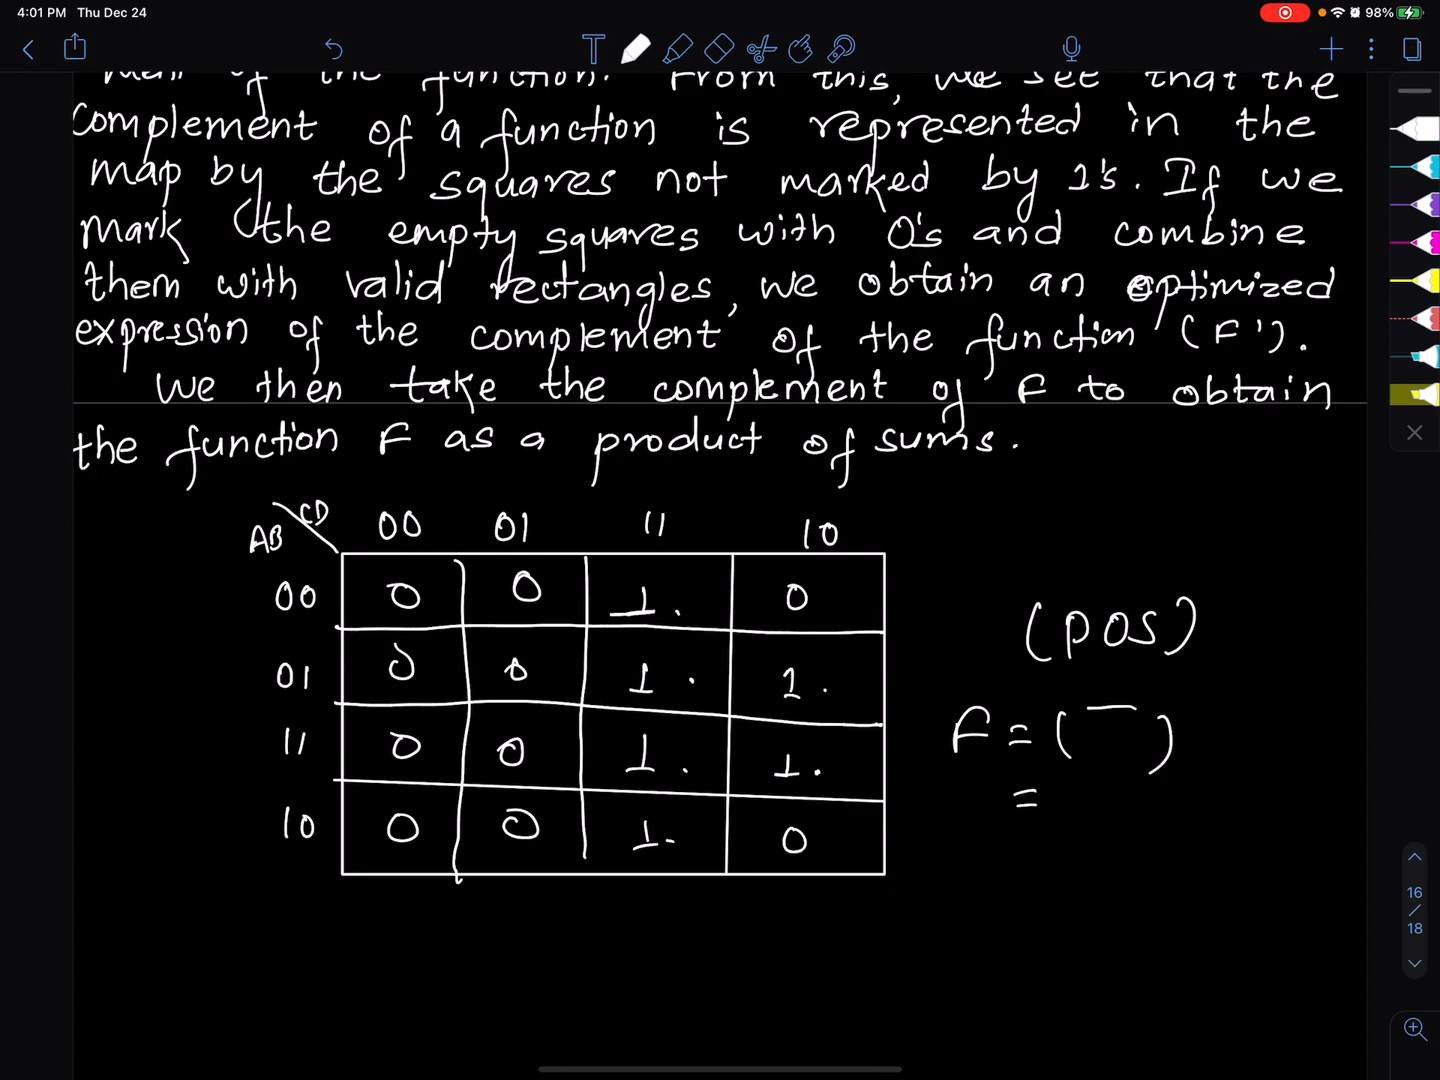 4:01 PM Thu Dec 24
98%
of the function. From this, we see that the
complement of a function is represented in the
map by the squares not marked by 1's. If we
mark the empty squares with 0's and combine
them with valid rectangles, we obtain an optimized
expression of the complement of the function (F').
We then take the complement of F to obtain
the function F as a product of sums.
AB CD 00 01 11 10
00 0 0 1. 0
01 0 0 1. 1.
11 0 0 1. 1.
10 0 0 1. 0
(POS)
F = ( ‾ )
=
16
/
18